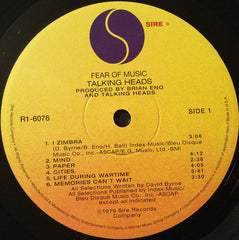 SIRE
FEAR OF MUSIC
TALKING HEADS
PRODUCED BY BRIAN ENO
AND TALKING HEADS
R1-6076
SIDE 1
1. I ZIMBRA 3:06
(D. Byrne/B. Eno/H. Ball) Index Music/Bleu Disque
Music Co., Inc.-ASCAP/E.G. Music Ltd.-BMI
2. MIND 4:12
3. PAPER 2:36
4. CITIES 4:05
5. LIFE DURING WARTIME 3:41
6. MEMORIES CAN'T WAIT 3:30
All Selections Written by David Byrne
Index Music/Bleu Disque Music Co., Inc. ASCAP
except as indicated
℗1979 Sire Records
Company